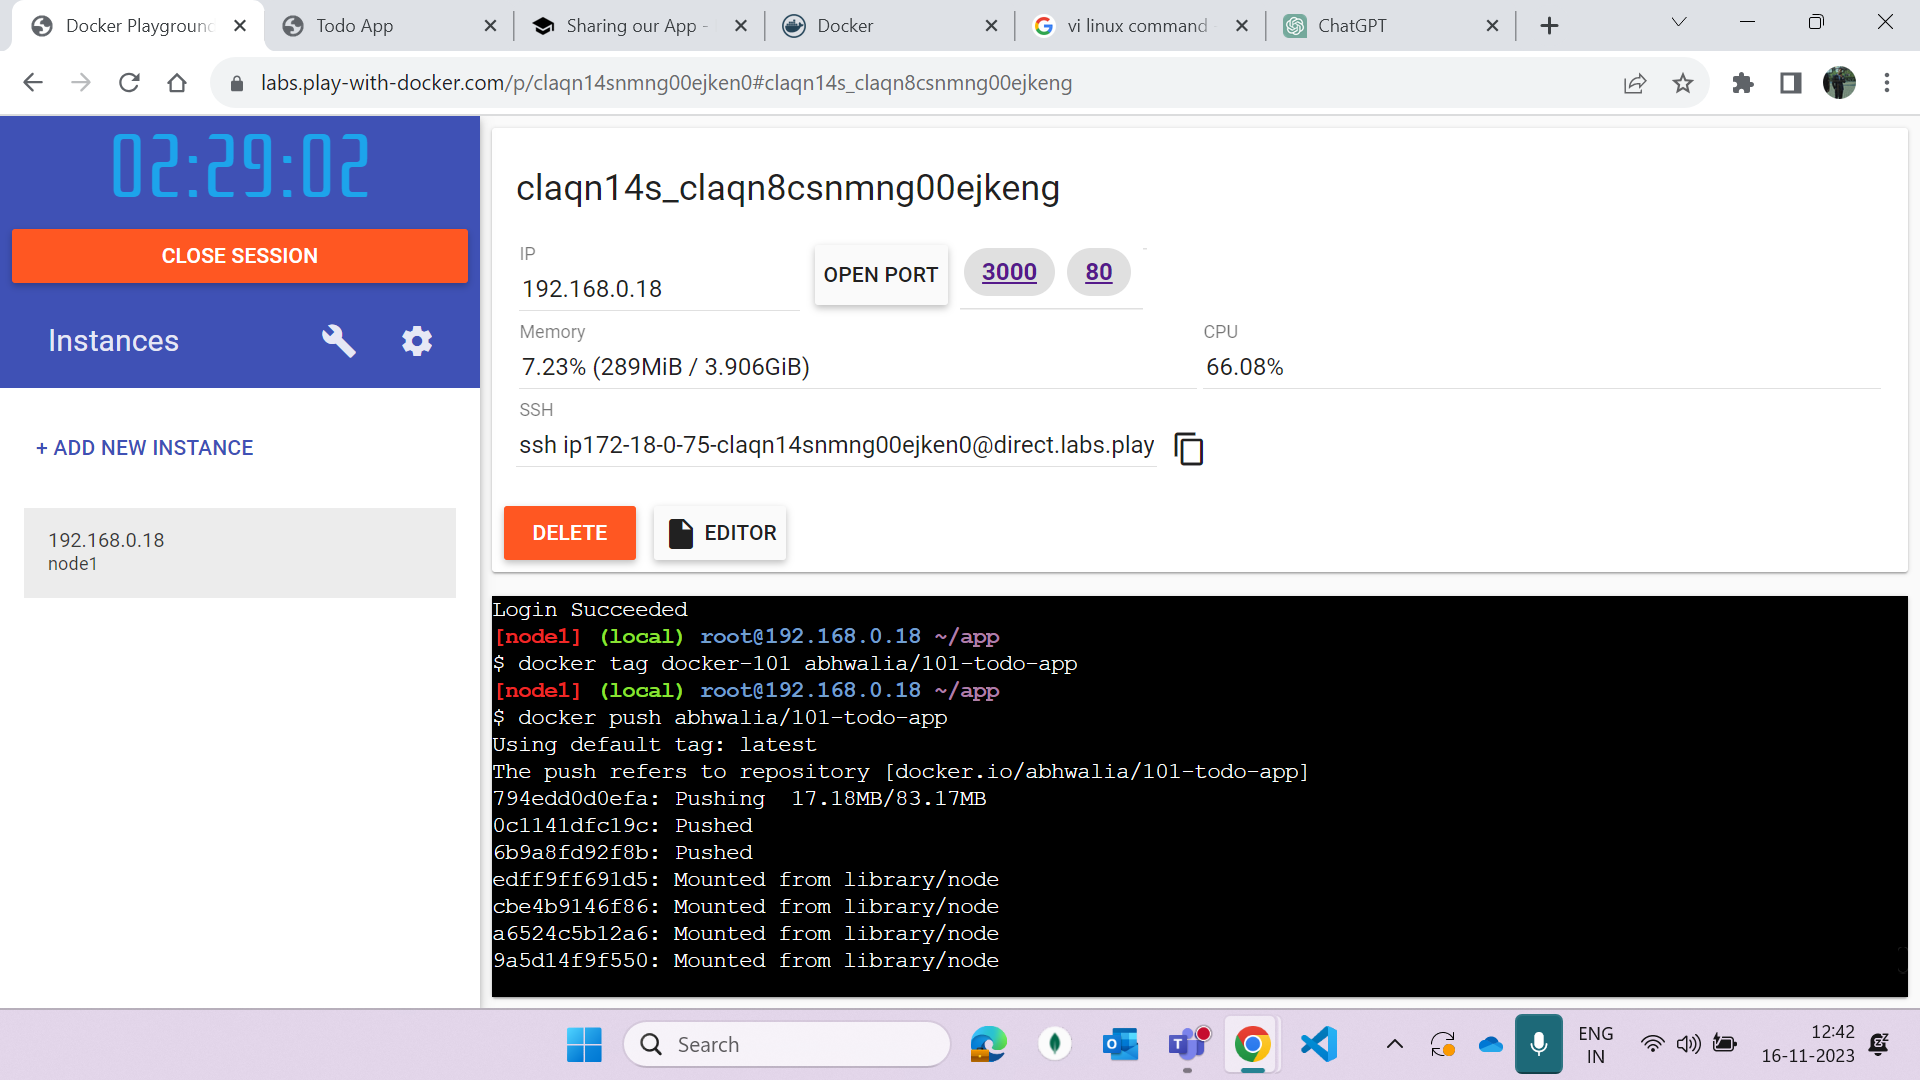 Docker Playground
Todo App
Sharing our App -
Docker
vi linux command
ChatGPT
labs.play-with-docker.com/p/claqn14snmng00ejken0#claqn14s_claqn8csnmng00ejkeng
02:29:02
CLOSE SESSION
Instances
+ ADD NEW INSTANCE
192.168.0.18
node1
claqn14s_claqn8csnmng00ejkeng
IP
192.168.0.18
OPEN PORT
3000
80
Memory
7.23% (289MiB / 3.906GiB)
CPU
66.08%
SSH
ssh ip172-18-0-75-claqn14snmng00ejken0@direct.labs.play
DELETE
EDITOR
Login Succeeded
[node1] (local) root@192.168.0.18 ~/app
$ docker tag docker-101 abhwalia/101-todo-app
[node1] (local) root@192.168.0.18 ~/app
$ docker push abhwalia/101-todo-app
Using default tag: latest
The push refers to repository [docker.io/abhwalia/101-todo-app]
794edd0d0efa: Pushing  17.18MB/83.17MB
0c1141dfc19c: Pushed
6b9a8fd92f8b: Pushed
edff9ff691d5: Mounted from library/node
cbe4b9146f86: Mounted from library/node
a6524c5b12a6: Mounted from library/node
9a5d14f9f550: Mounted from library/node
Search
ENG
IN
12:42
16-11-2023